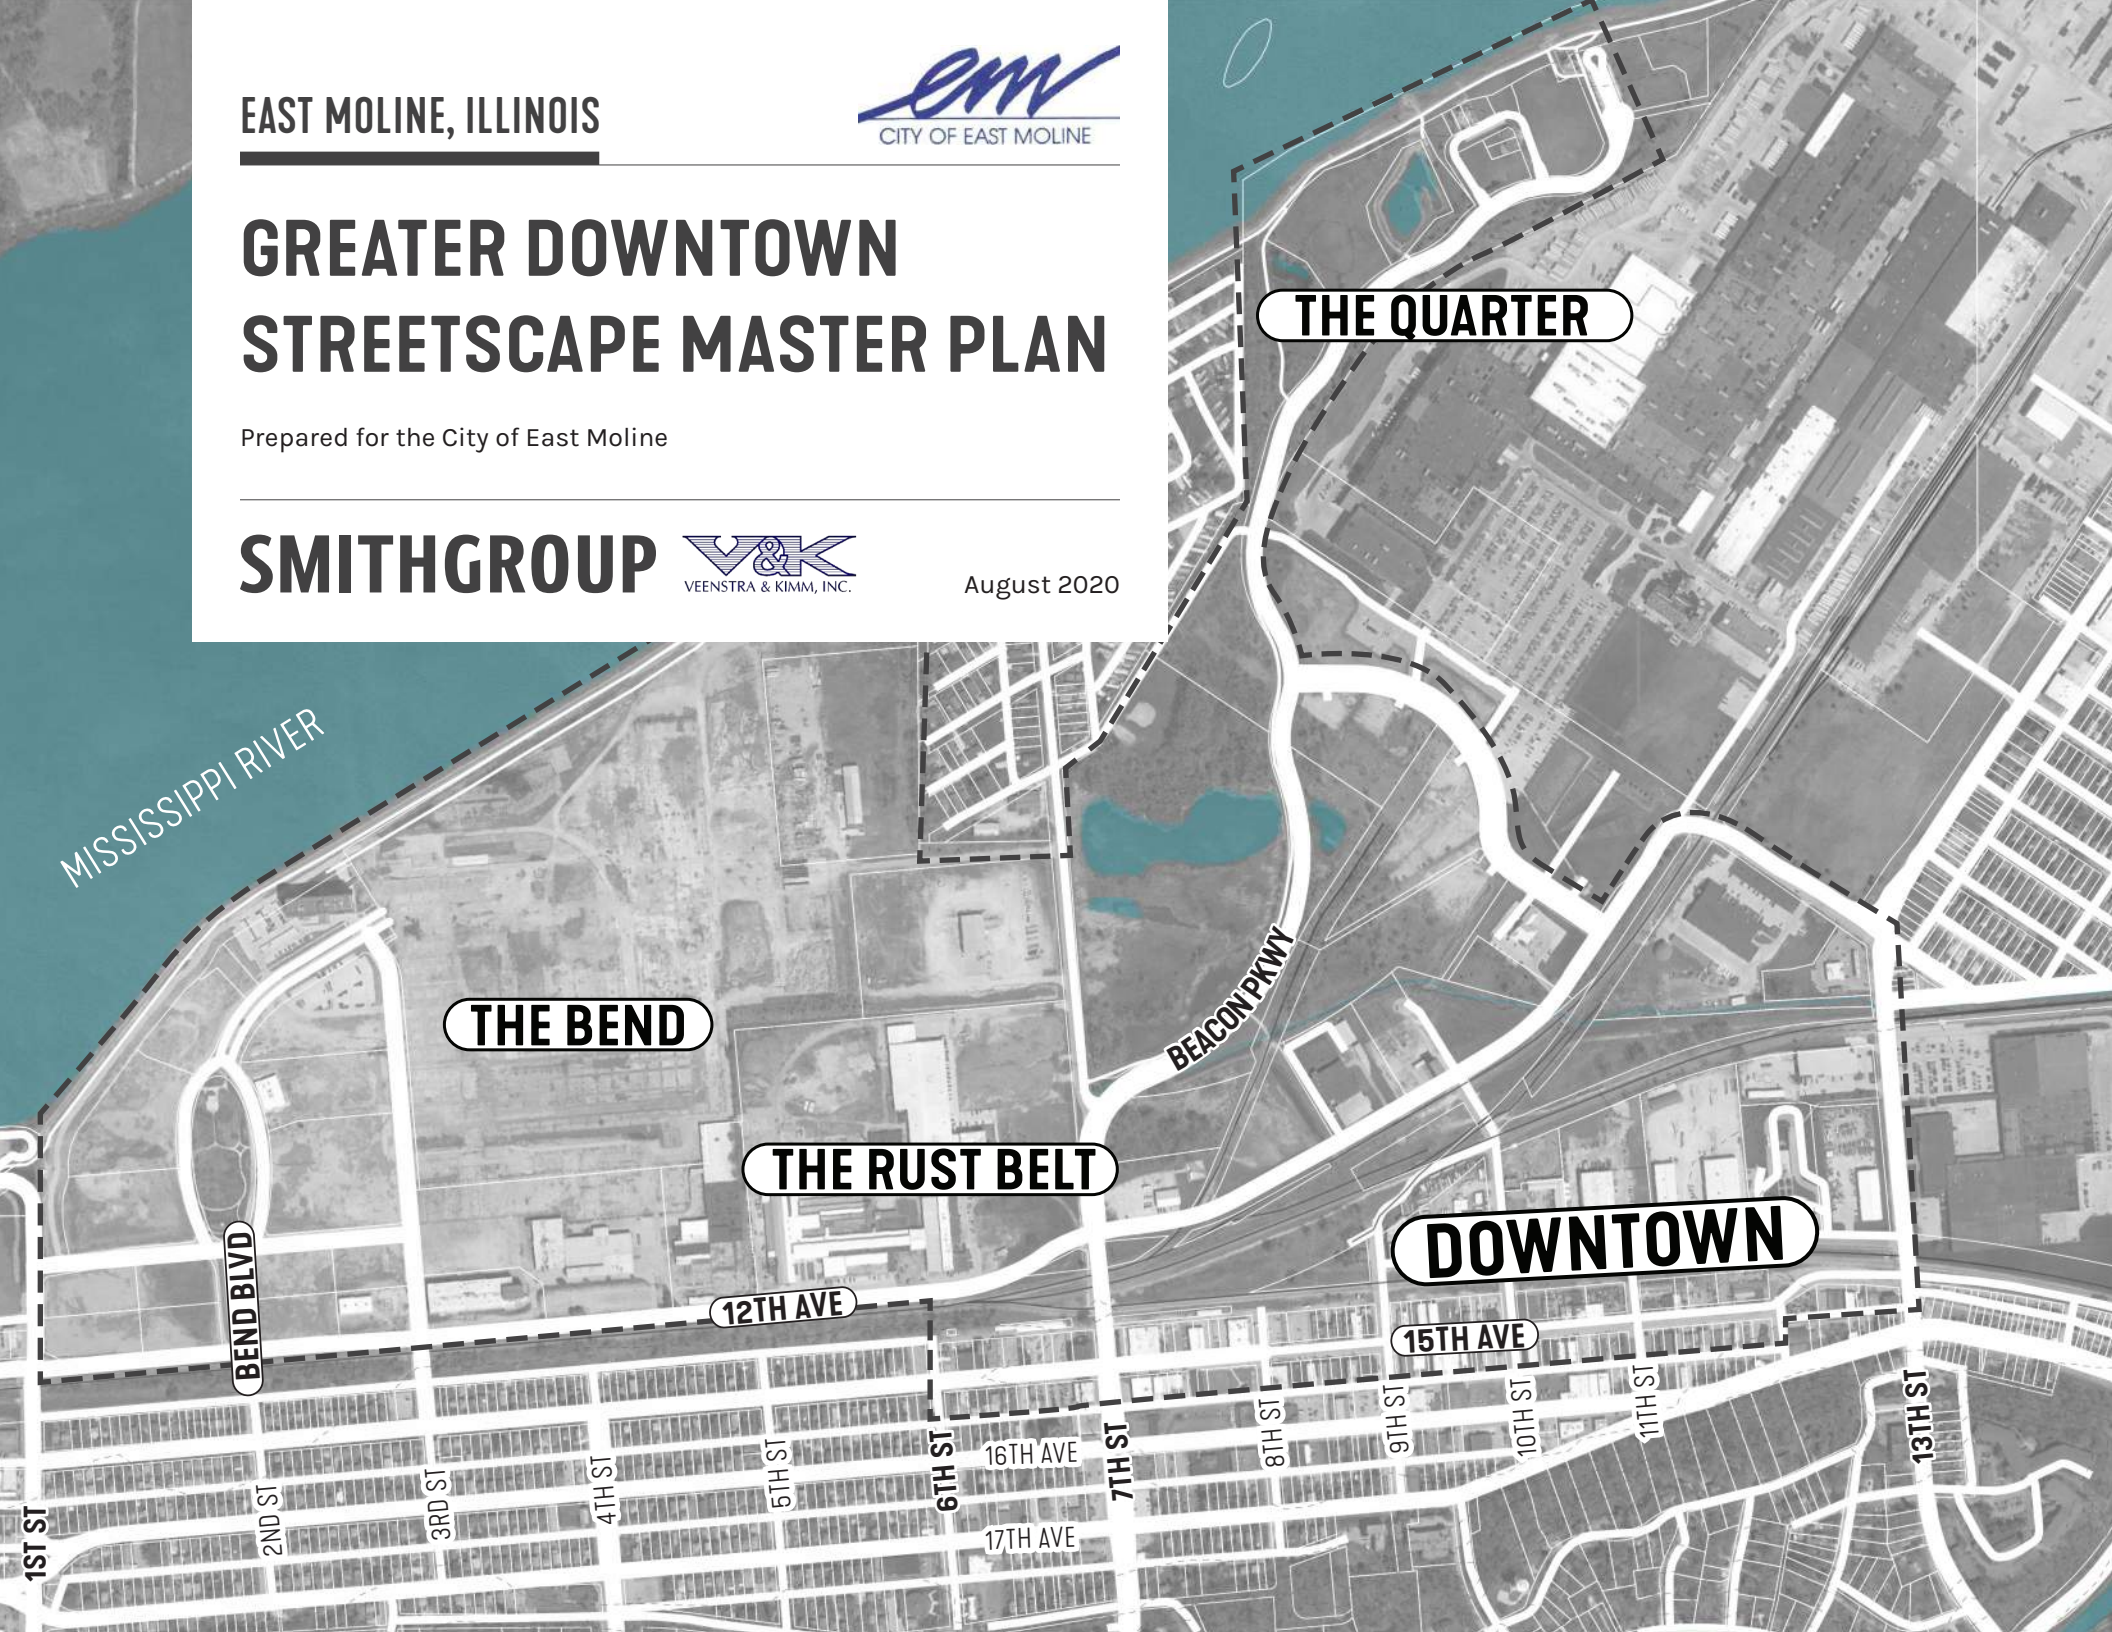 EAST MOLINE, ILLINOIS
em
CITY OF EAST MOLINE
GREATER DOWNTOWN
STREETSCAPE MASTER PLAN
Prepared for the City of East Moline
SMITHGROUP
V&K
VEENSTRA & KIMM, INC.
August 2020
THE QUARTER
MISSISSIPPI RIVER
BEACON PKWY
THE BEND
THE RUST BELT
DOWNTOWN
BEND BLVD
12TH AVE
15TH AVE
1ST ST
2ND ST
3RD ST
4TH ST
5TH ST
6TH ST
16TH AVE
17TH AVE
7TH ST
8TH ST
9TH ST
10TH ST
11TH ST
13TH ST